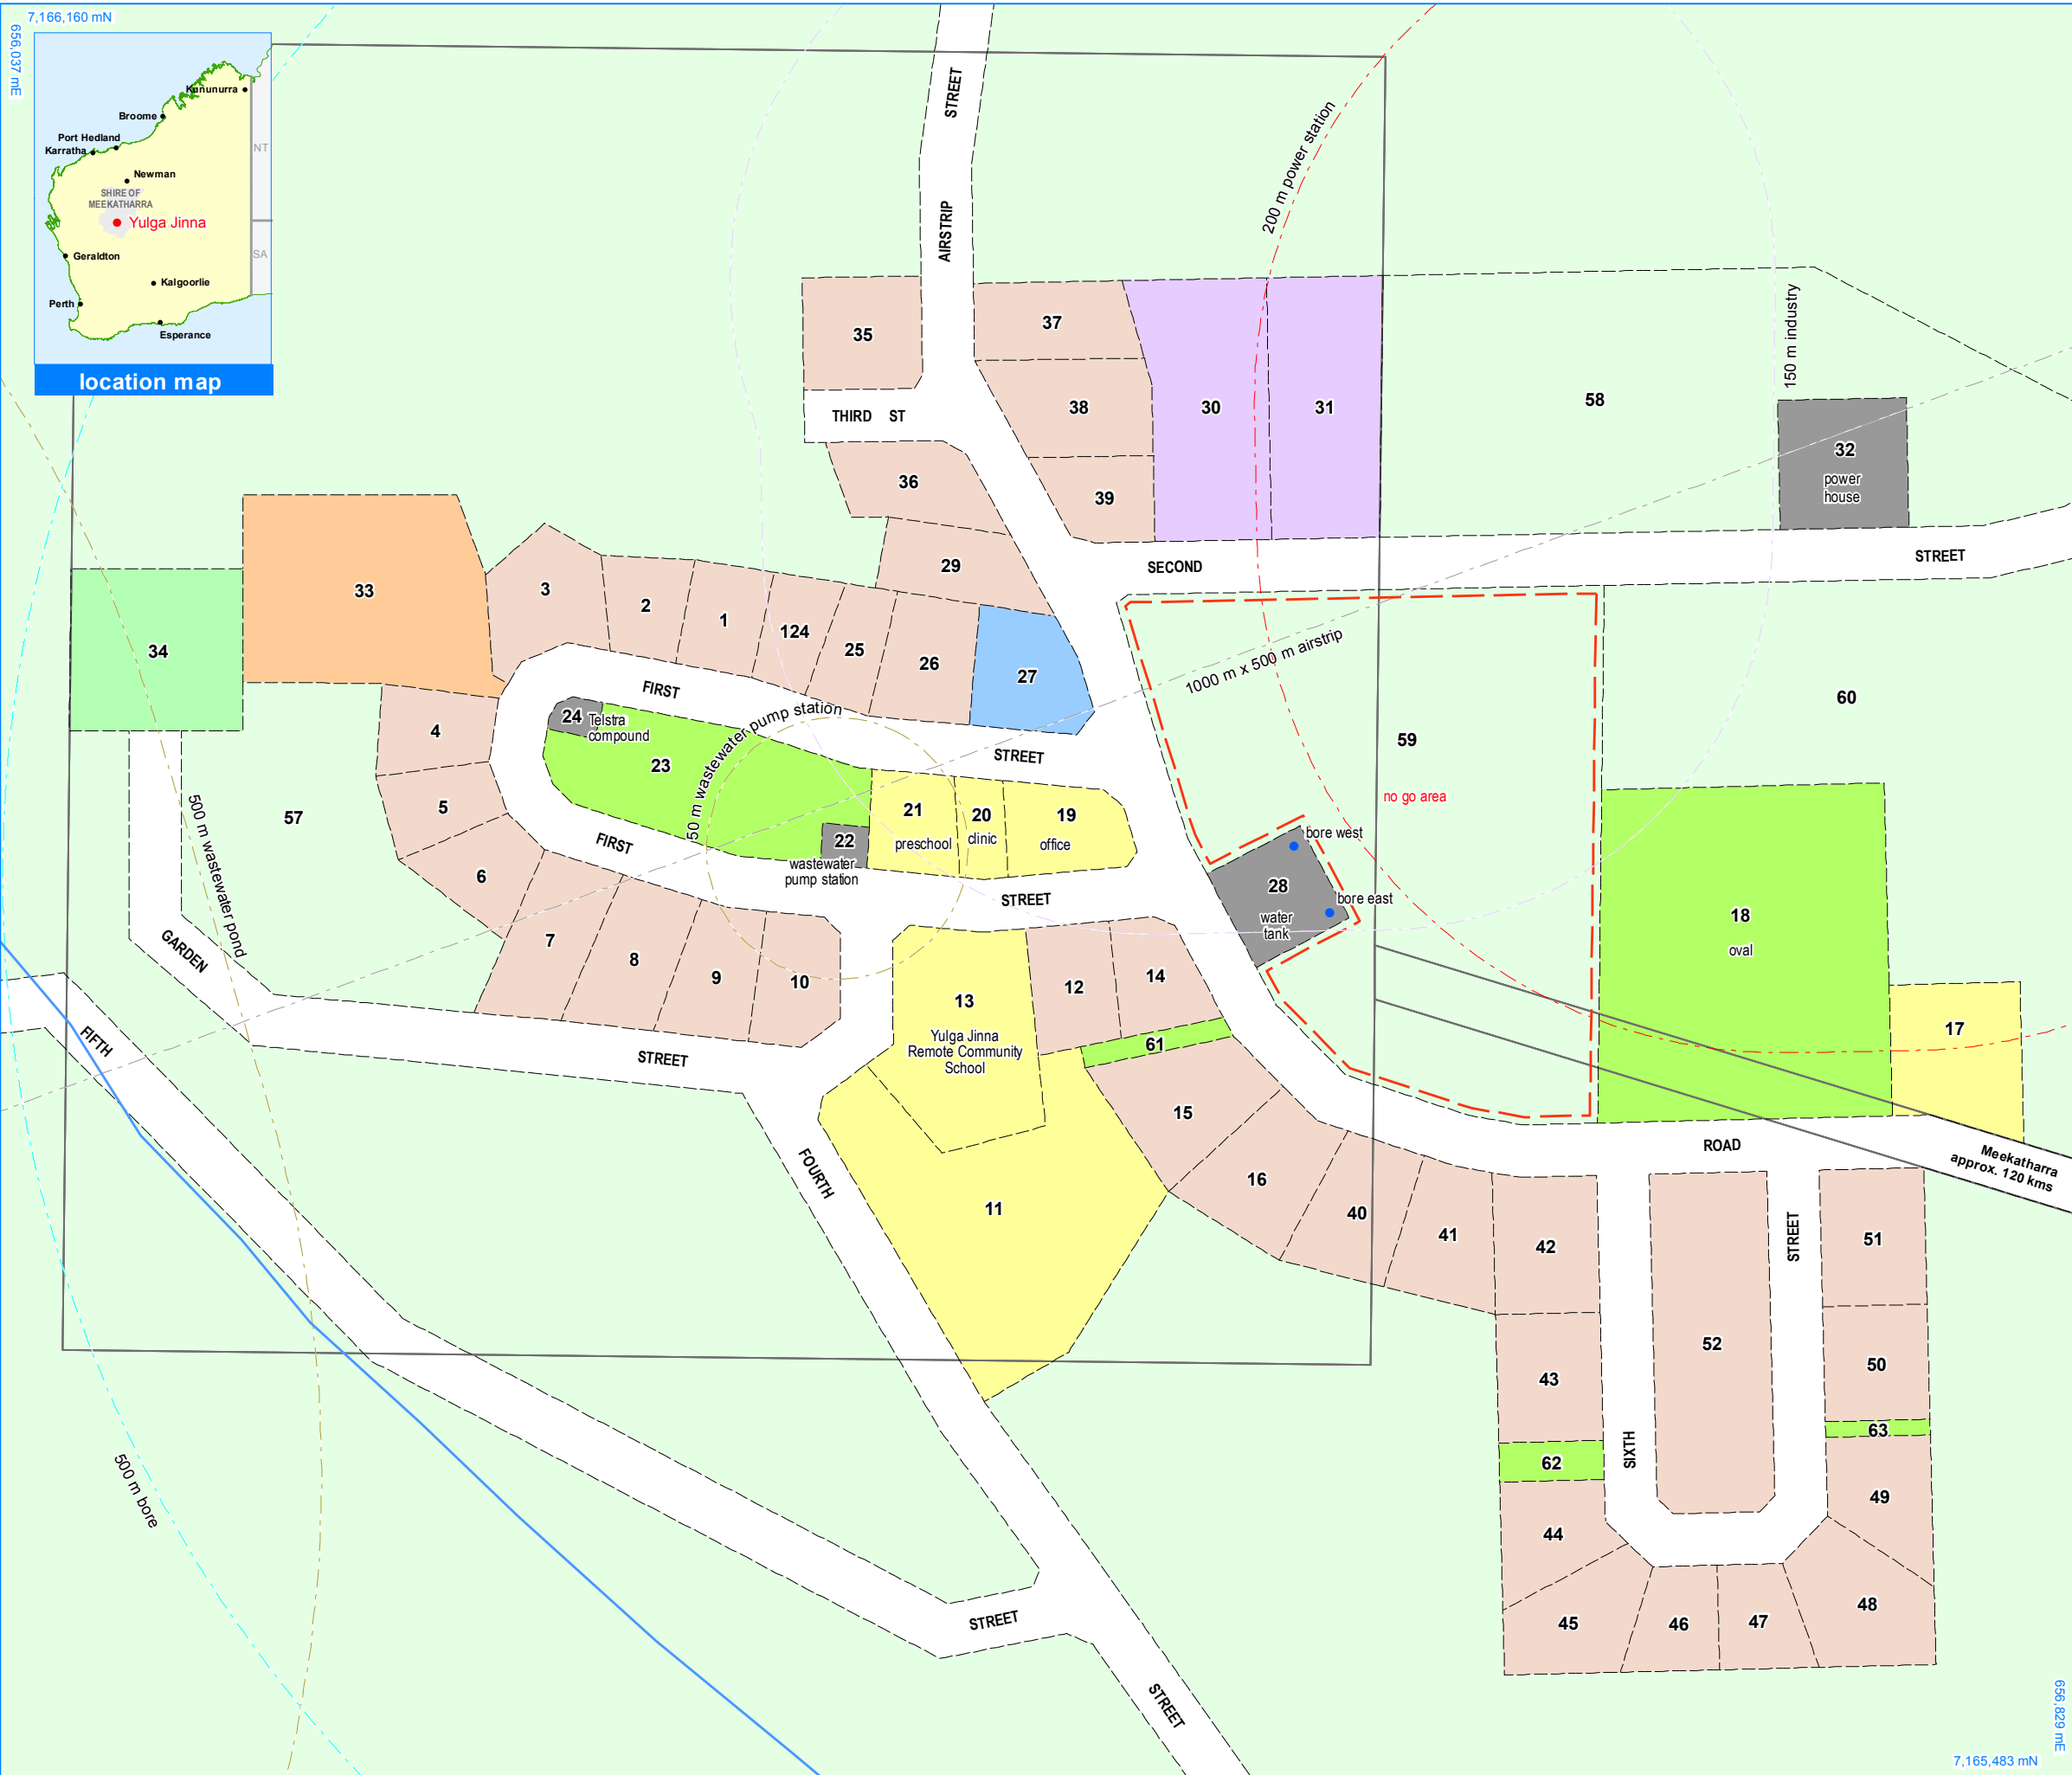 7,166,160 mN
656,037 mE
Kununurra
Broome
Port Hedland
Karratha
NT
Newman
SHIRE OF
MEEKATHARRA
Yulga Jinna
SA
Geraldton
Kalgoorlie
Perth
Esperance
location map
STREET
AIRSTRIP
200 m power station
150 m industry
35
37
38
30
31
58
THIRD ST
32
power
house
36
39
29
SECOND
STREET
33
3
2
1
124
25
26
27
34
FIRST
1000 m x 500 m airstrip
60
24
Telstra
compound
50 m wastewater pump station
4
23
STREET
59
no go area
5
57
500 m wastewater pond
21
preschool
20
clinic
19
office
FIRST
22
wastewater
pump station
bore west
28
water
tank
bore east
6
STREET
18
oval
7
8
9
10
GARDEN
13
Yulga Jinna
Remote Community
School
12
14
17
FIFTH
STREET
61
15
ROAD
Meekatharra
approx. 120 kms
FOURTH
16
11
40
41
42
STREET
51
52
50
43
63
SIXTH
62
49
500 m bore
44
45
46
47
48
STREET
STREET
656,829 mE
7,165,483 mN